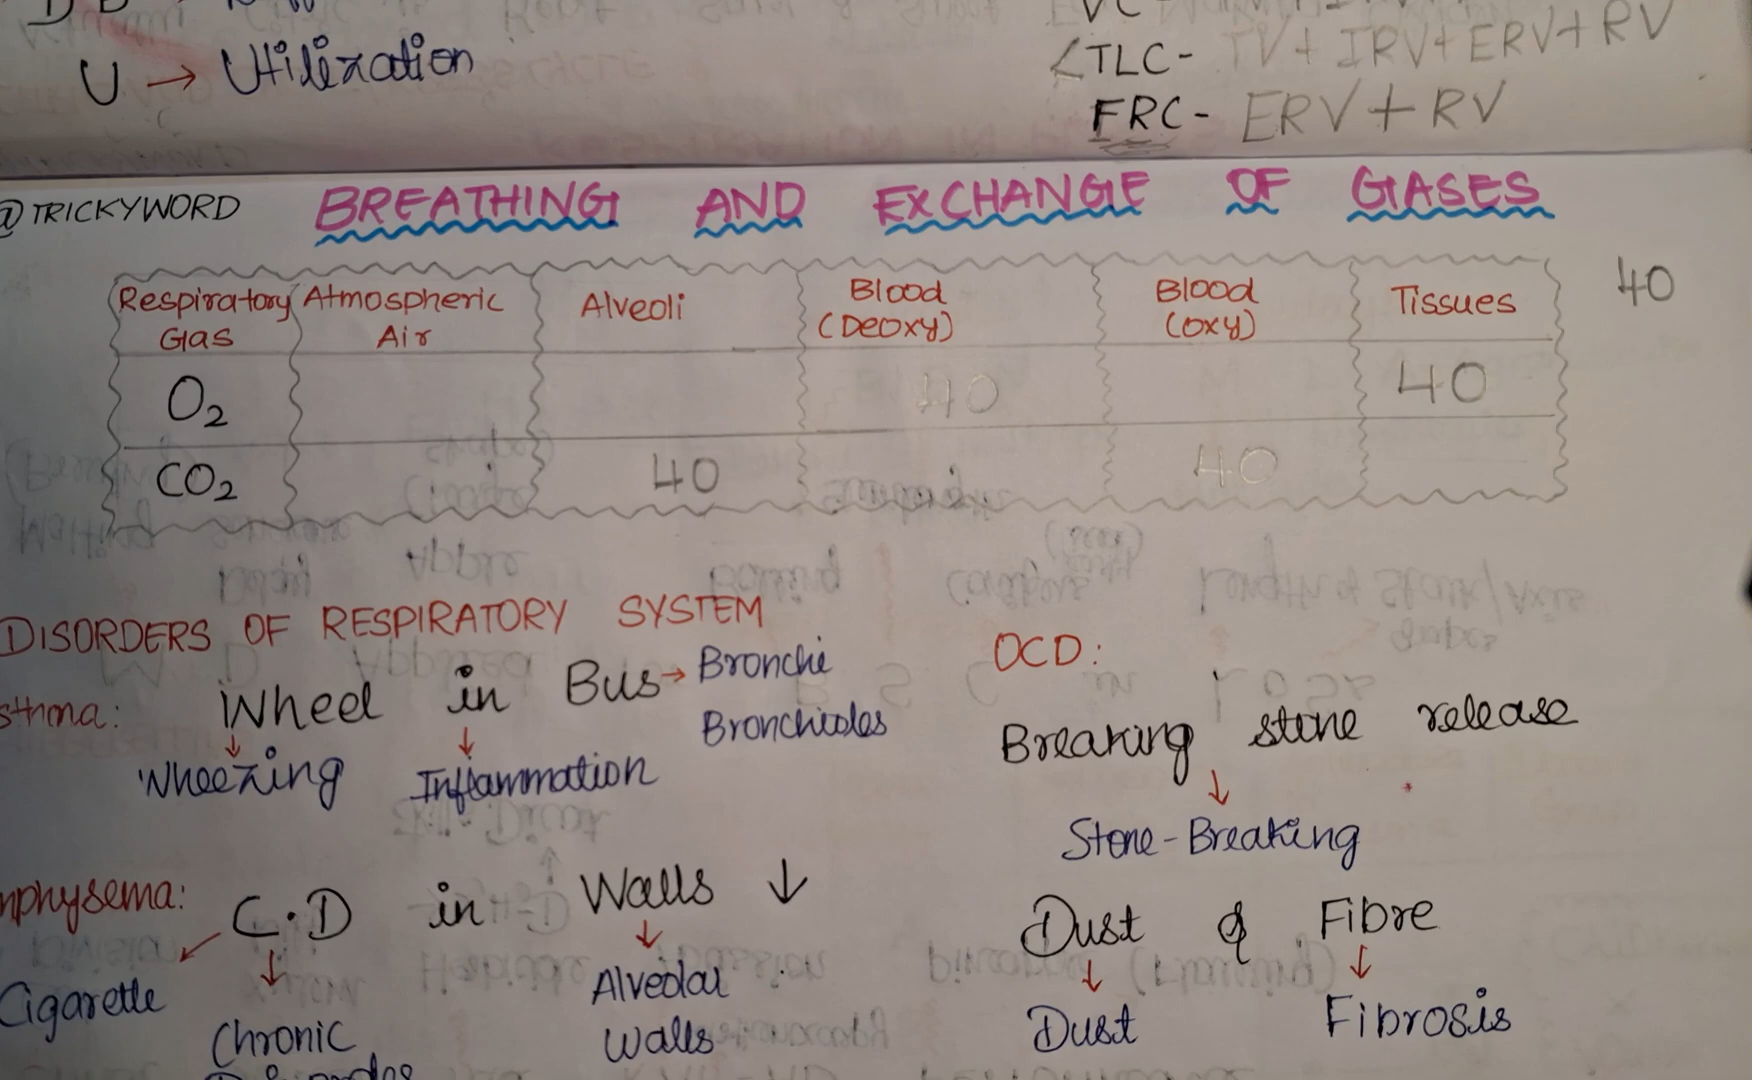 U → Utilization
VC-
TLC- TV + IRV + ERV + RV
FRC- ERV + RV
@TRICKYWORD BREATHING AND EXCHANGE OF GASES
40
Respiratory Gas Atmospheric Air Alveoli Blood (Deoxy) Blood (oxy) Tissues
O2 40 40
CO2 40 40
DISORDERS OF RESPIRATORY SYSTEM
sthma: Wheel in Bus → Bronchi
Bronchioles
Wheezing Inflammation
mphysema: C.D in Walls ↓
Cigarette
Chronic
Alveolar
Walls
OCD:
Breaking stone release
Stone-Breaking
Dust & Fibre
Dust Fibrosis